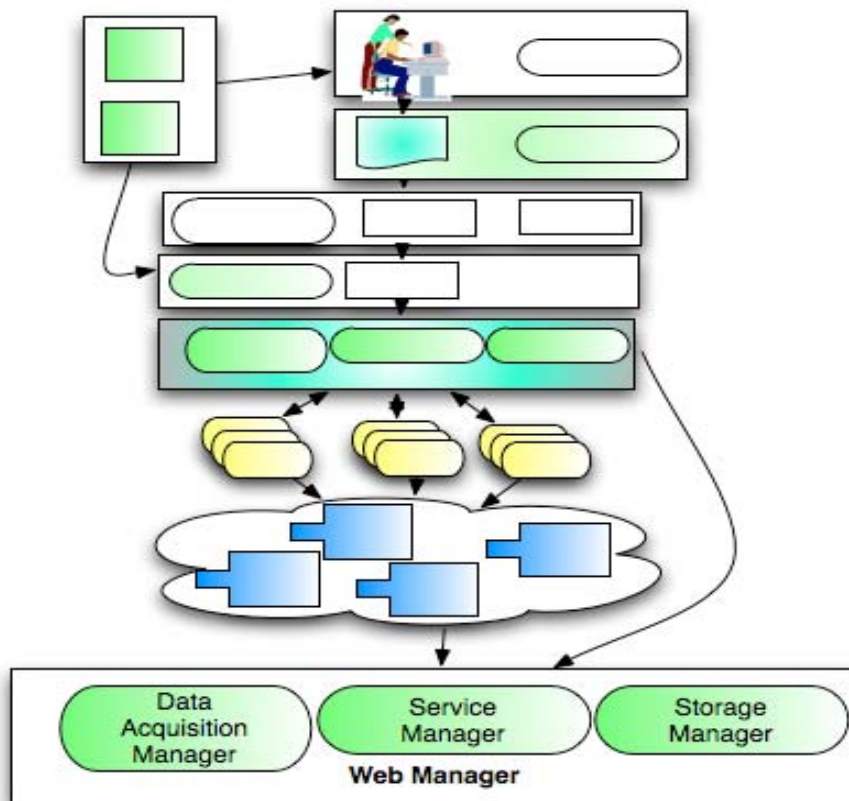 Data
Acquisition
Manager
Service
Manager
Storage
Manager
Web Manager